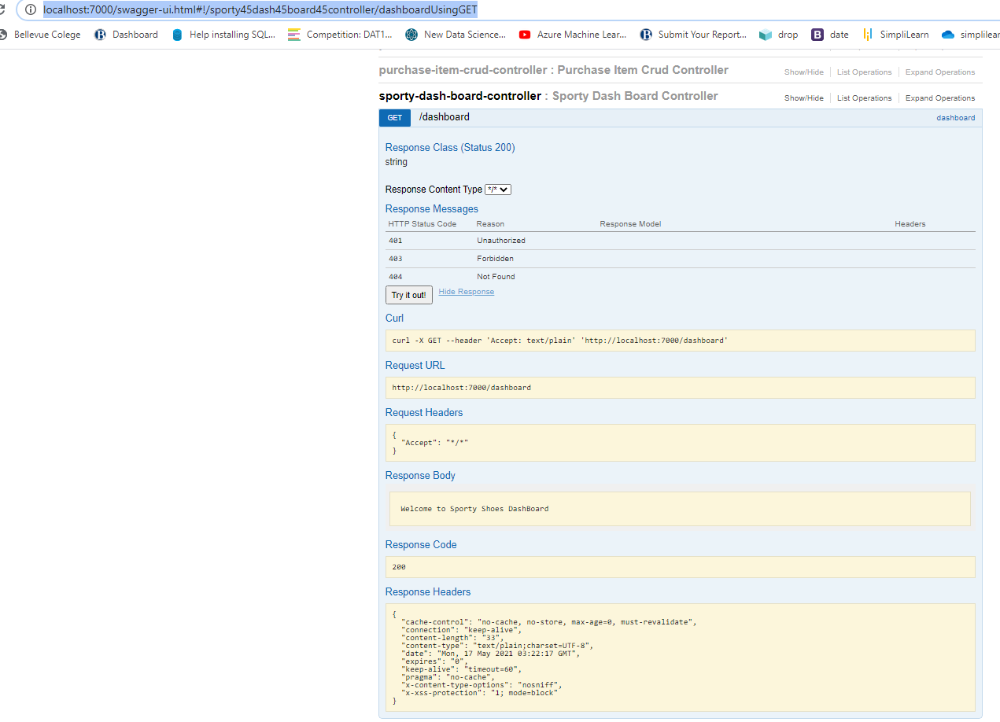 localhost:7000/swagger-ui.html#!/sporty45dash45board45controller/dashboardUsingGET
Bellevue Colege Dashboard Help installing SQL... Competition: DAT1... New Data Science... Azure Machine Lear... Submit Your Report... drop date SimpliLearn simplilear
purchase-item-crud-controller : Purchase Item Crud Controller Show/Hide List Operations Expand Operations
sporty-dash-board-controller : Sporty Dash Board Controller Show/Hide List Operations Expand Operations
GET /dashboard dashboard
Response Class (Status 200)
string
Response Content Type */*
Response Messages
HTTP Status Code Reason Response Model Headers
401 Unauthorized
403 Forbidden
404 Not Found
Try it out! Hide Response
Curl
curl -X GET --header 'Accept: text/plain' 'http://localhost:7000/dashboard'
Request URL
http://localhost:7000/dashboard
Request Headers
{
"Accept": "*/*"
}
Response Body
Welcome to Sporty Shoes DashBoard
Response Code
200
Response Headers
{
"cache-control": "no-cache, no-store, max-age=0, must-revalidate",
"connection": "keep-alive",
"content-length": "33",
"content-type": "text/plain;charset=UTF-8",
"date": "Mon, 17 May 2021 03:22:17 GMT",
"expires": "0",
"keep-alive": "timeout=60",
"pragma": "no-cache",
"x-content-type-options": "nosniff",
"x-xss-protection": "1; mode=block"
}